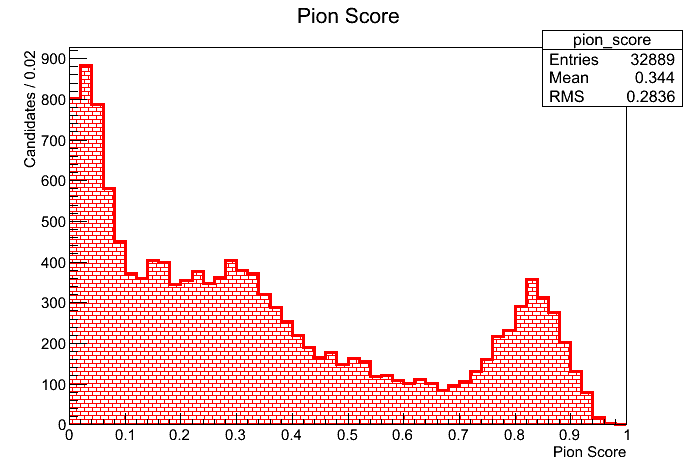 Pion Score
pion_score
Entries 32889
Mean 0.344
RMS 0.2836
Candidates / 0.02
900
800
700
600
500
400
300
200
100
0
0 0.1 0.2 0.3 0.4 0.5 0.6 0.7 0.8 0.9 1
Pion Score